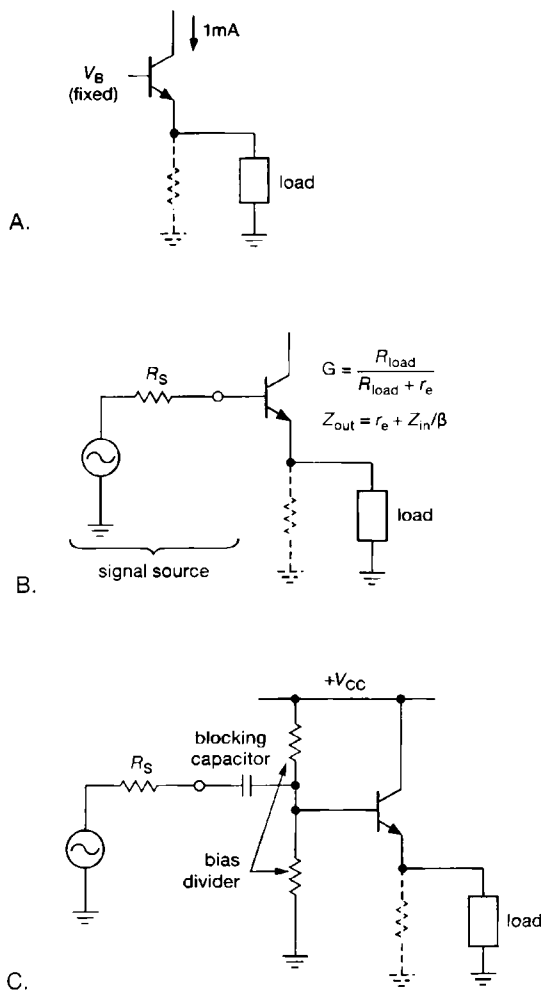 1mA
V_B
(fixed)
load
A.
R_S
G = R_load / (R_load + r_e)
Z_out = r_e + Z_in/β
load
signal source
B.
+V_CC
blocking
capacitor
R_S
bias
divider
load
C.